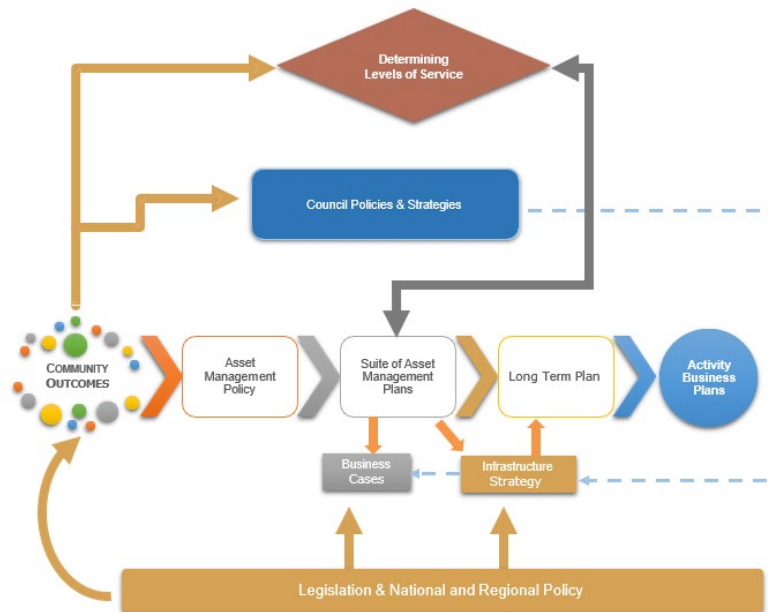 Determining
Levels of Service
Council Policies & Strategies
COMMUNITY
OUTCOMES
Asset
Management
Policy
Suite of Asset
Management
Plans
Long Term Plan
Activity
Business
Plans
Business
Cases
Infrastructure
Strategy
Legislation & National and Regional Policy